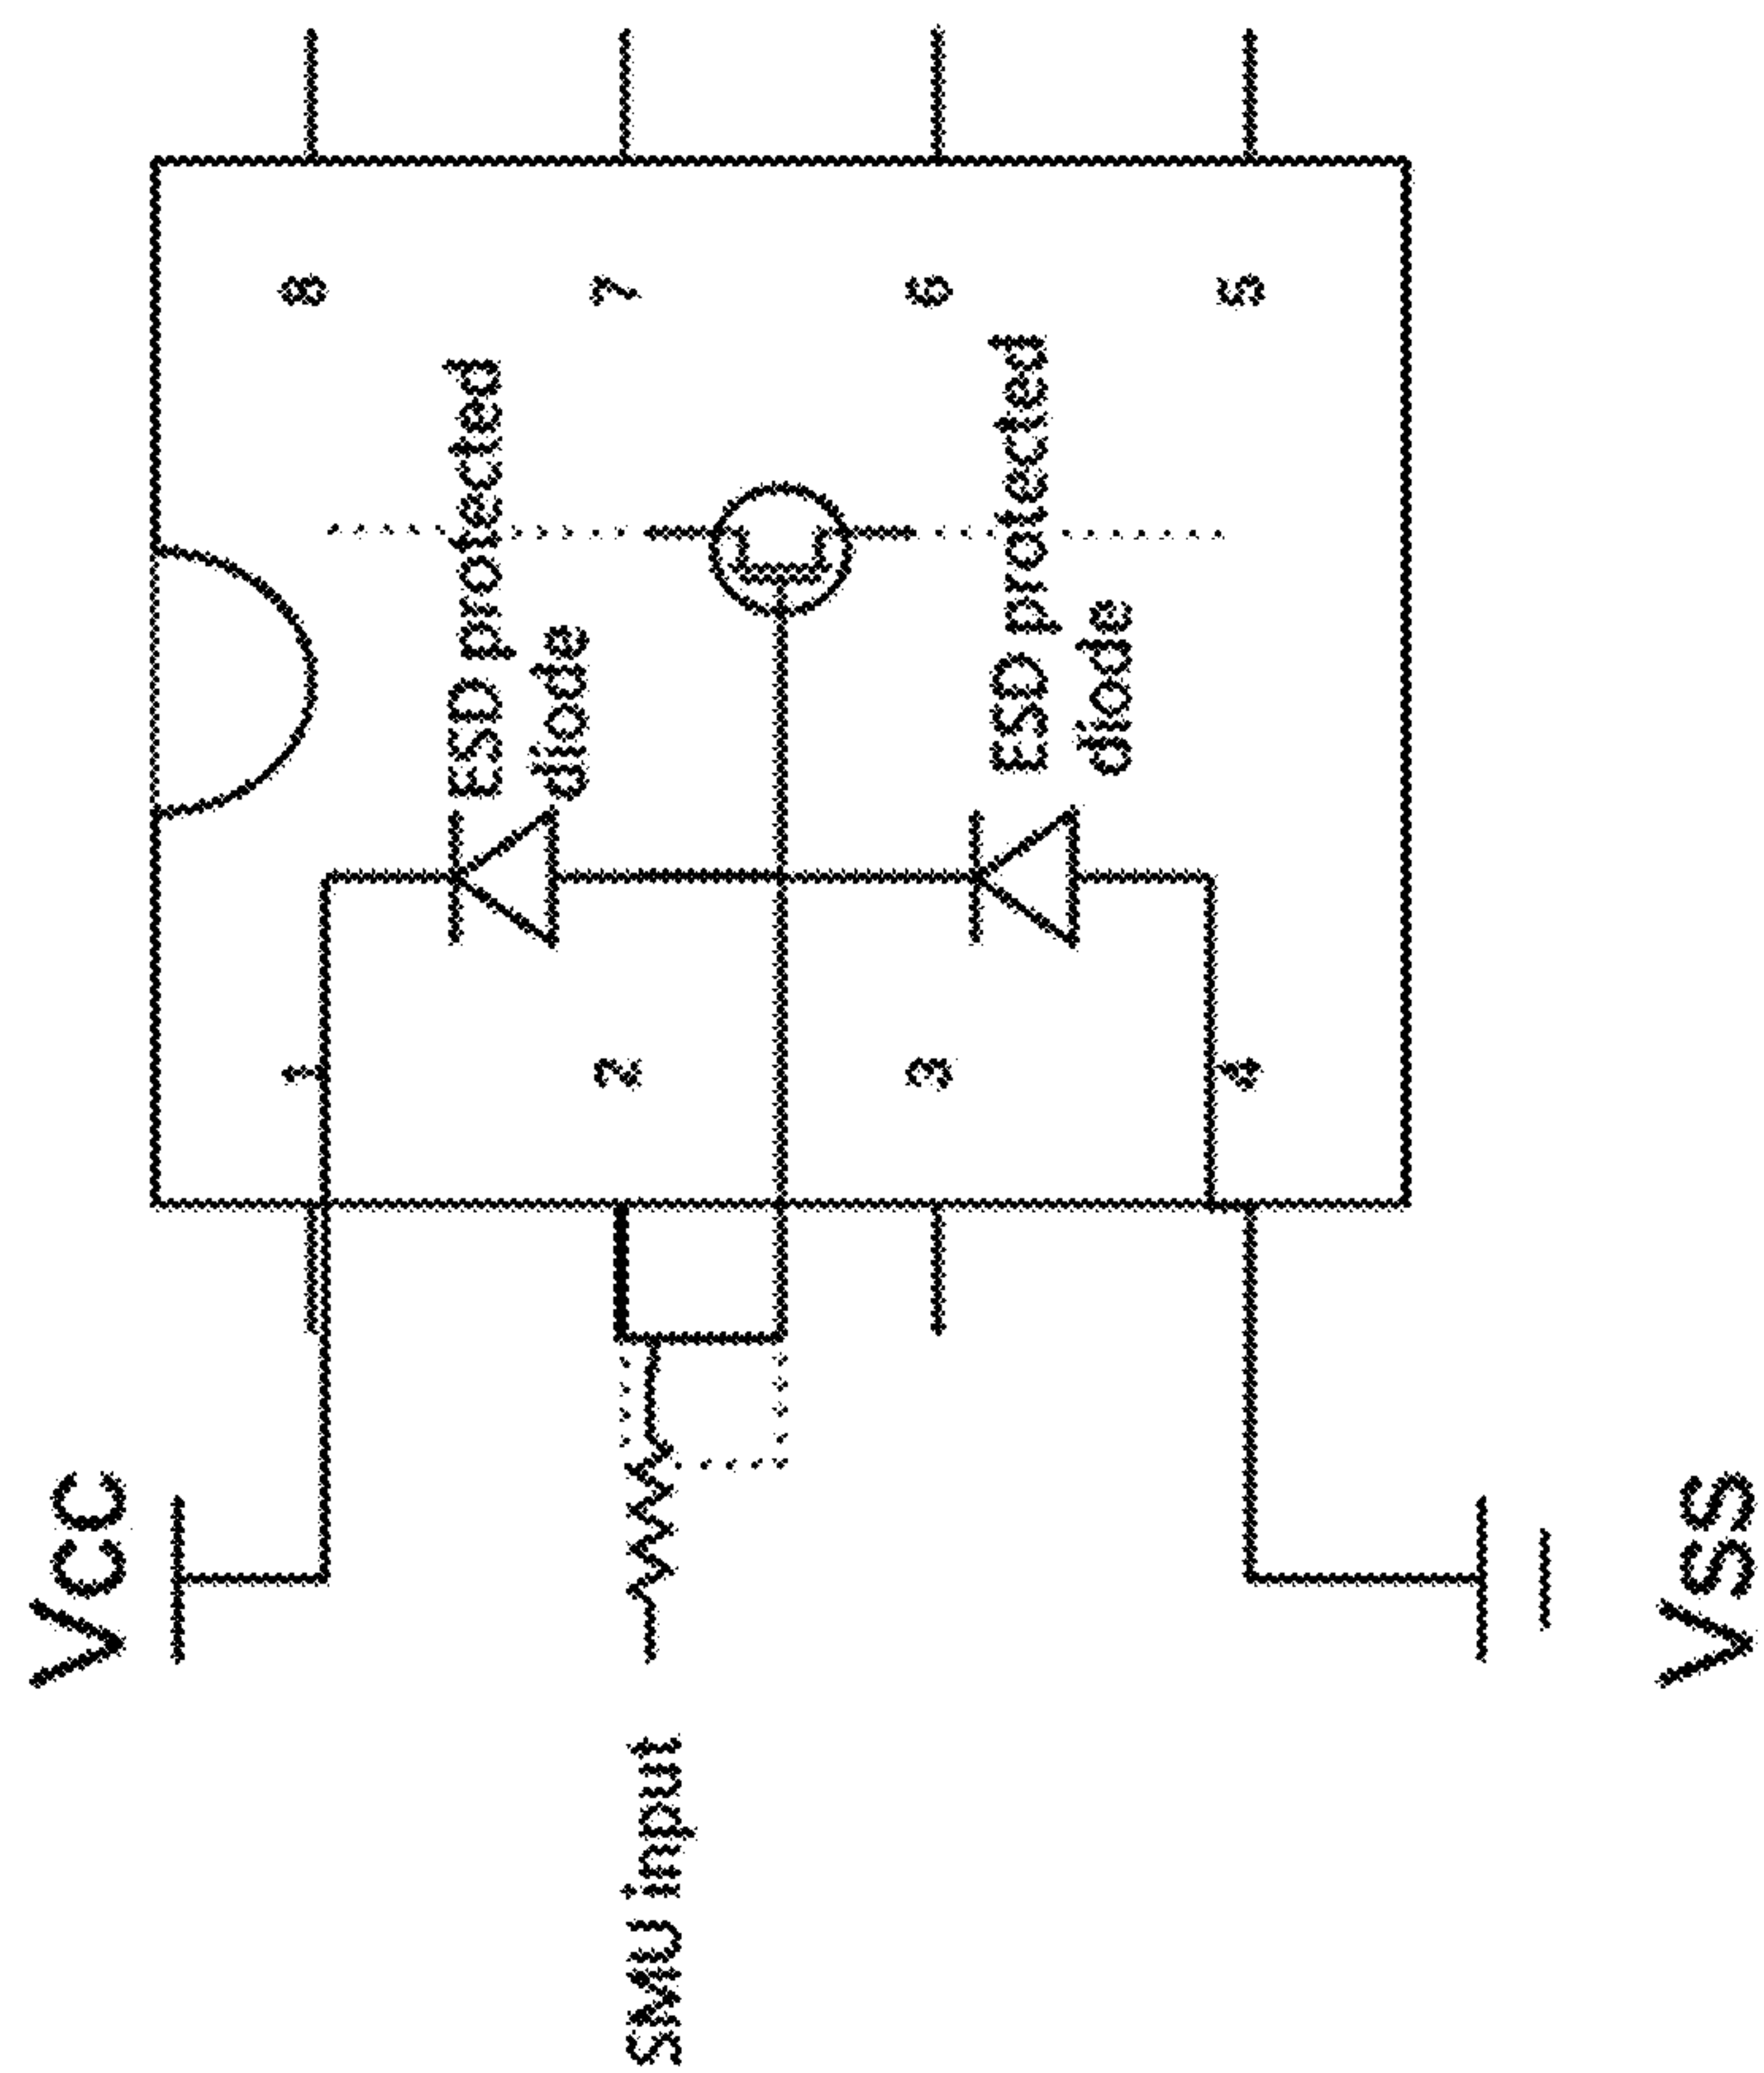 Vcc
SMU input
Vss
1
2
3
4
ESD protected
diode
ESD protected
diode
8
7
6
5